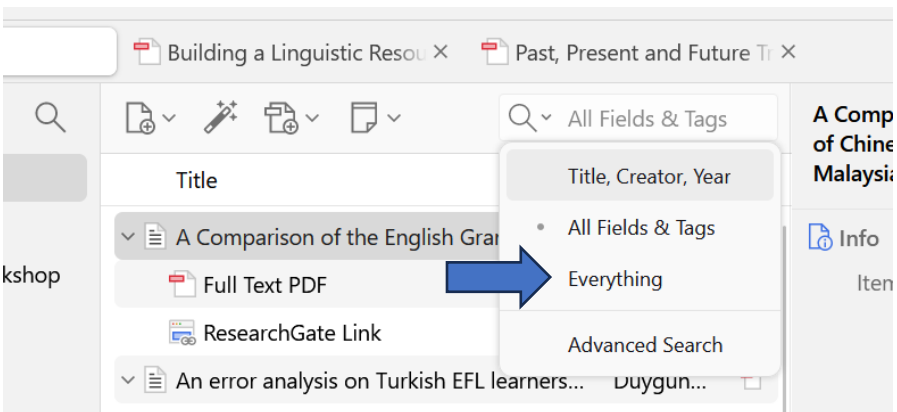 Building a Linguistic Resou
Past, Present and Future Tr
All Fields & Tags
Title
Title, Creator, Year
All Fields & Tags
Everything
Advanced Search
A Comparison of the English Gra
Full Text PDF
ResearchGate Link
An error analysis on Turkish EFL learners...
Duygun...
kshop
A Comp
of Chine
Malaysia
Info
Item